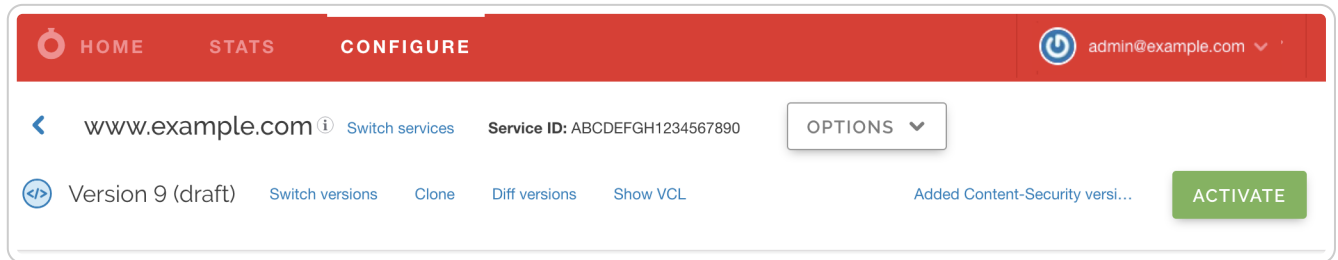 HOME STATS CONFIGURE admin@example.com
www.example.com i Switch services Service ID: ABCDEFGH1234567890 OPTIONS
</> Version 9 (draft) Switch versions Clone Diff versions Show VCL Added Content-Security versi... ACTIVATE